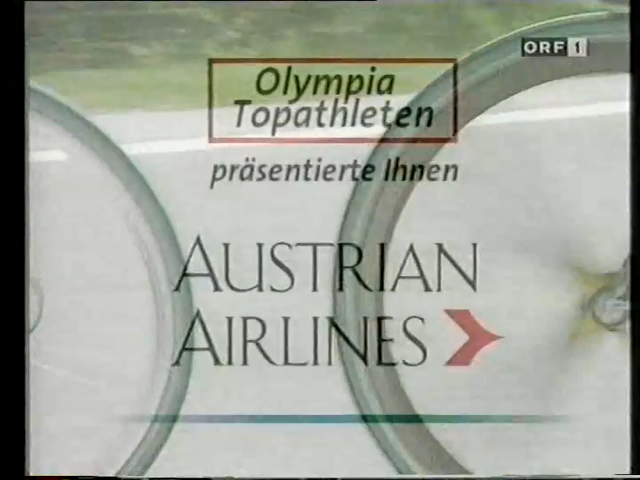 ORF 1
Olympia
Topathleten
präsentierte Ihnen
AUSTRIAN
AIRLINES